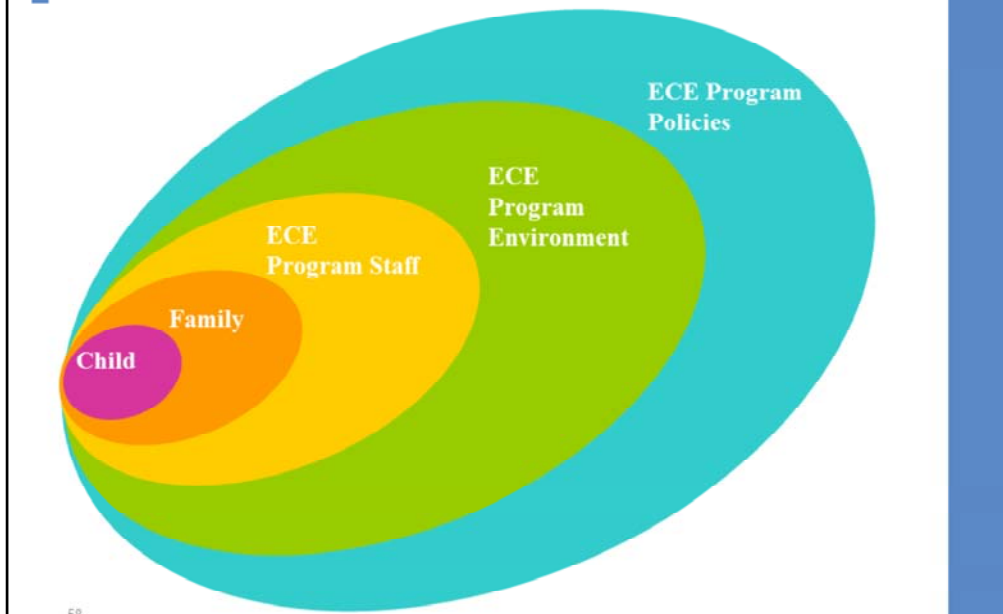 ECE Program
Policies
ECE
Program
Environment
ECE
Program Staff
Family
Child